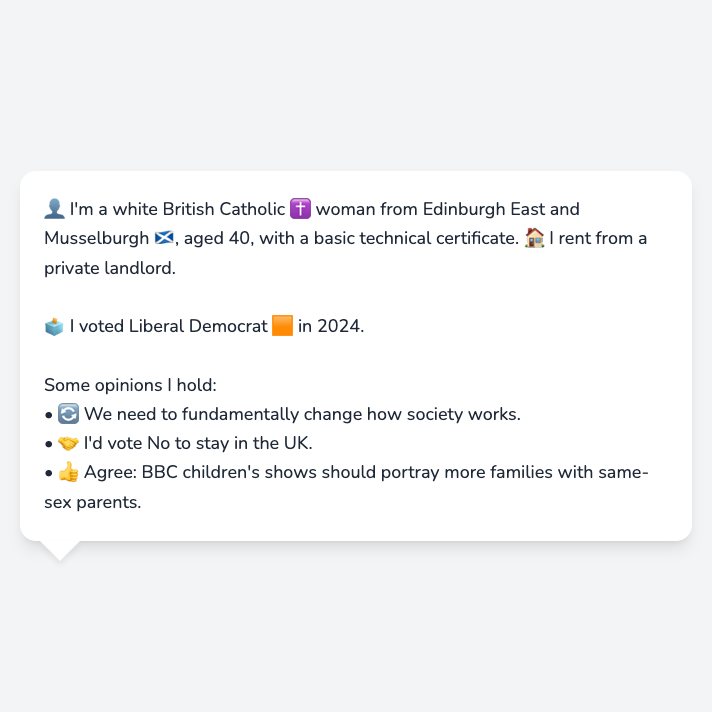 👤 I'm a white British Catholic ✝️ woman from Edinburgh East and
Musselburgh 🏴󠁧󠁢󠁳󠁣󠁴󠁿, aged 40, with a basic technical certificate. 🏠 I rent from a
private landlord.
🗳️ I voted Liberal Democrat 🟧 in 2024.
Some opinions I hold:
• 🔄 We need to fundamentally change how society works.
• 🤝 I'd vote No to stay in the UK.
• 👍 Agree: BBC children's shows should portray more families with same-
sex parents.